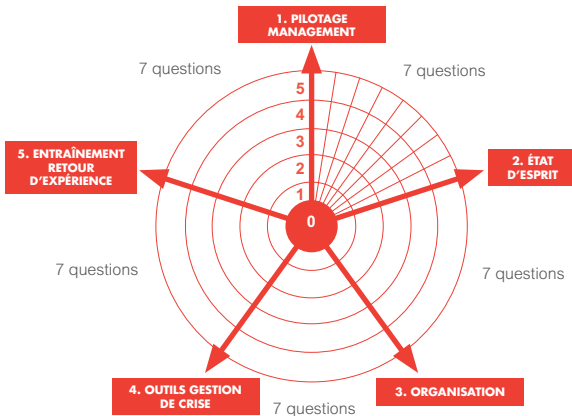 1. PILOTAGE
MANAGEMENT
7 questions
7 questions
5
4
3
2
1
0
5. ENTRAÎNEMENT
RETOUR
D'EXPÉRIENCE
2. ÉTAT
D'ESPRIT
7 questions
7 questions
4. OUTILS GESTION
DE CRISE
3. ORGANISATION
7 questions